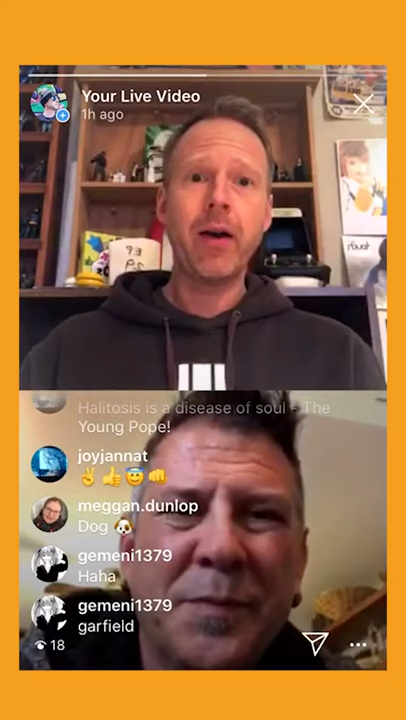 Your Live Video
1h ago
Halitosis is a disease of soul - The
Young Pope!
joyjannat
✌👍😇👊
meggan.dunlop
Dog 🐶
gemeni1379
Haha
gemeni1379
garfield
18